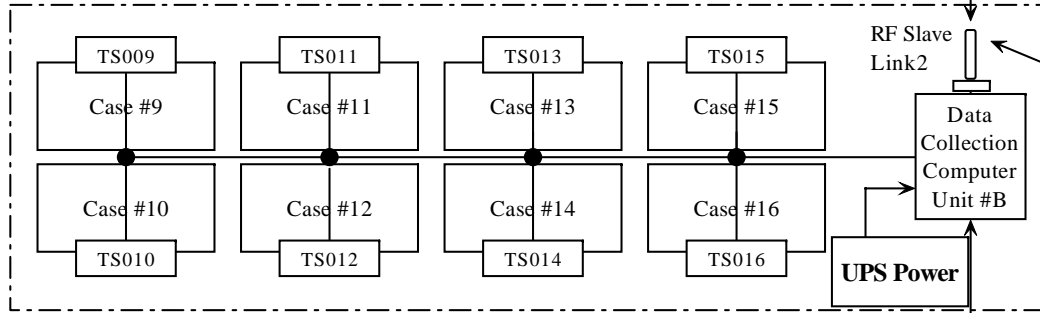 TS009
TS011
TS013
TS015
RF Slave
Link2
Case #9
Case #11
Case #13
Case #15
Data
Collection
Computer
Unit #B
Case #10
Case #12
Case #14
Case #16
TS010
TS012
TS014
TS016
UPS Power